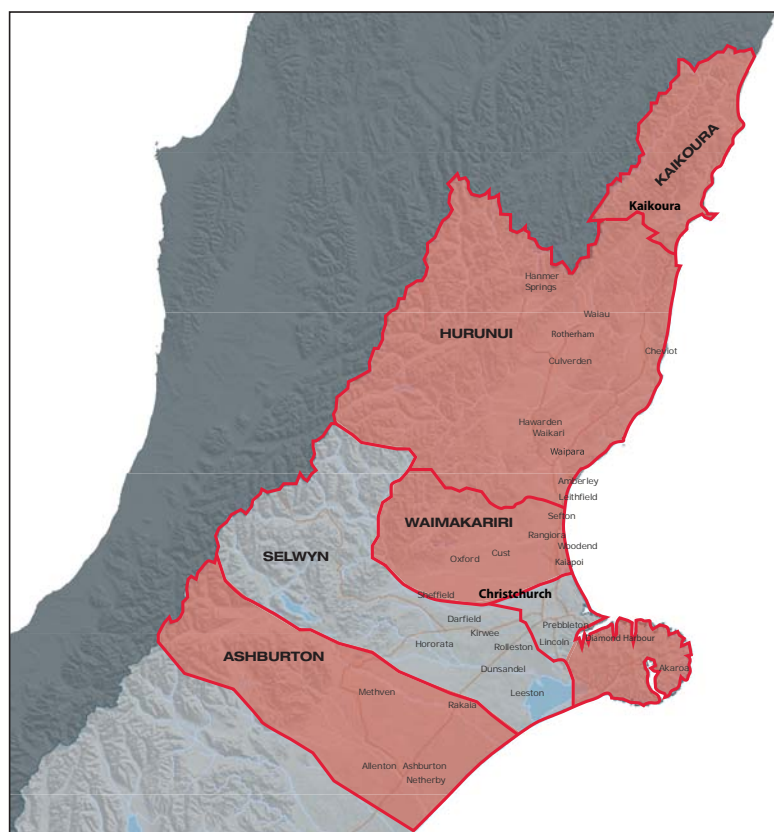 KAIKOURA
Kaikoura
Hanmer
Springs
Waiau
HURUNUI
Rotherham
Cheviot
Culverden
Hawarden
Waikari
Waipara
Amberley
Leithfield
WAIMAKARIRI
Sefton
Rangiora
Woodend
SELWYN
Oxford
Cust
Kaiapoi
Sheffield
Christchurch
Darfield
Prebbleton
Kirwee
Diamond Harbour
Hororata
Rolleston
Lincoln
ASHBURTON
Dunsandel
Akaroa
Methven
Leeston
Rakaia
Allenton
Ashburton
Netherby